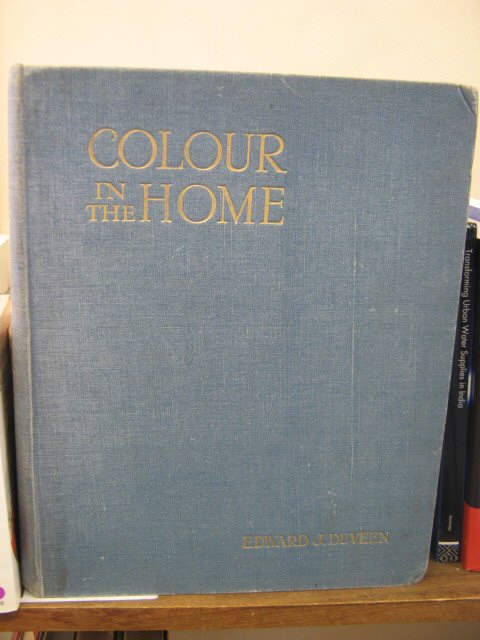 COLOUR
IN
THE HOME
EDWARD J. DUVEEN
Transforming Urban Water Supplies in India